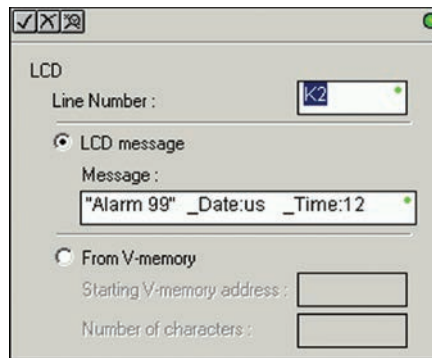 LCD
Line Number : K2
LCD message
Message :
"Alarm 99" _Date:us _Time:12
From V-memory
Starting V-memory address :
Number of characters :